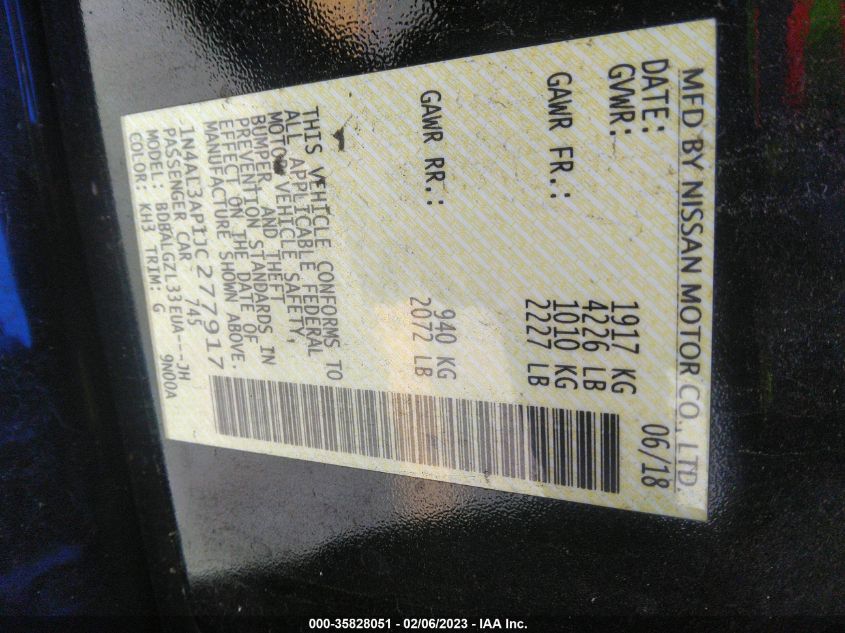 MFD BY NISSAN MOTOR CO., LTD.
DATE: 06/18
GVWR: 1917 KG
4226 LB
GAWR FR.: 1010 KG
2227 LB
GAWR RR.: 940 KG
2072 LB
THIS VEHICLE CONFORMS TO
ALL APPLICABLE FEDERAL
MOTOR VEHICLE SAFETY,
BUMPER, AND THEFT
PREVENTION STANDARDS IN
EFFECT ON THE DATE OF
MANUFACTURE SHOWN ABOVE.
1N4AL3AP1JC277917
PASSENGER CAR 745
MODEL: BDBALGZL33EUA---JH
COLOR: KH3 TRIM: G 9N00A
000-35828051 - 02/06/2023 - IAA Inc.